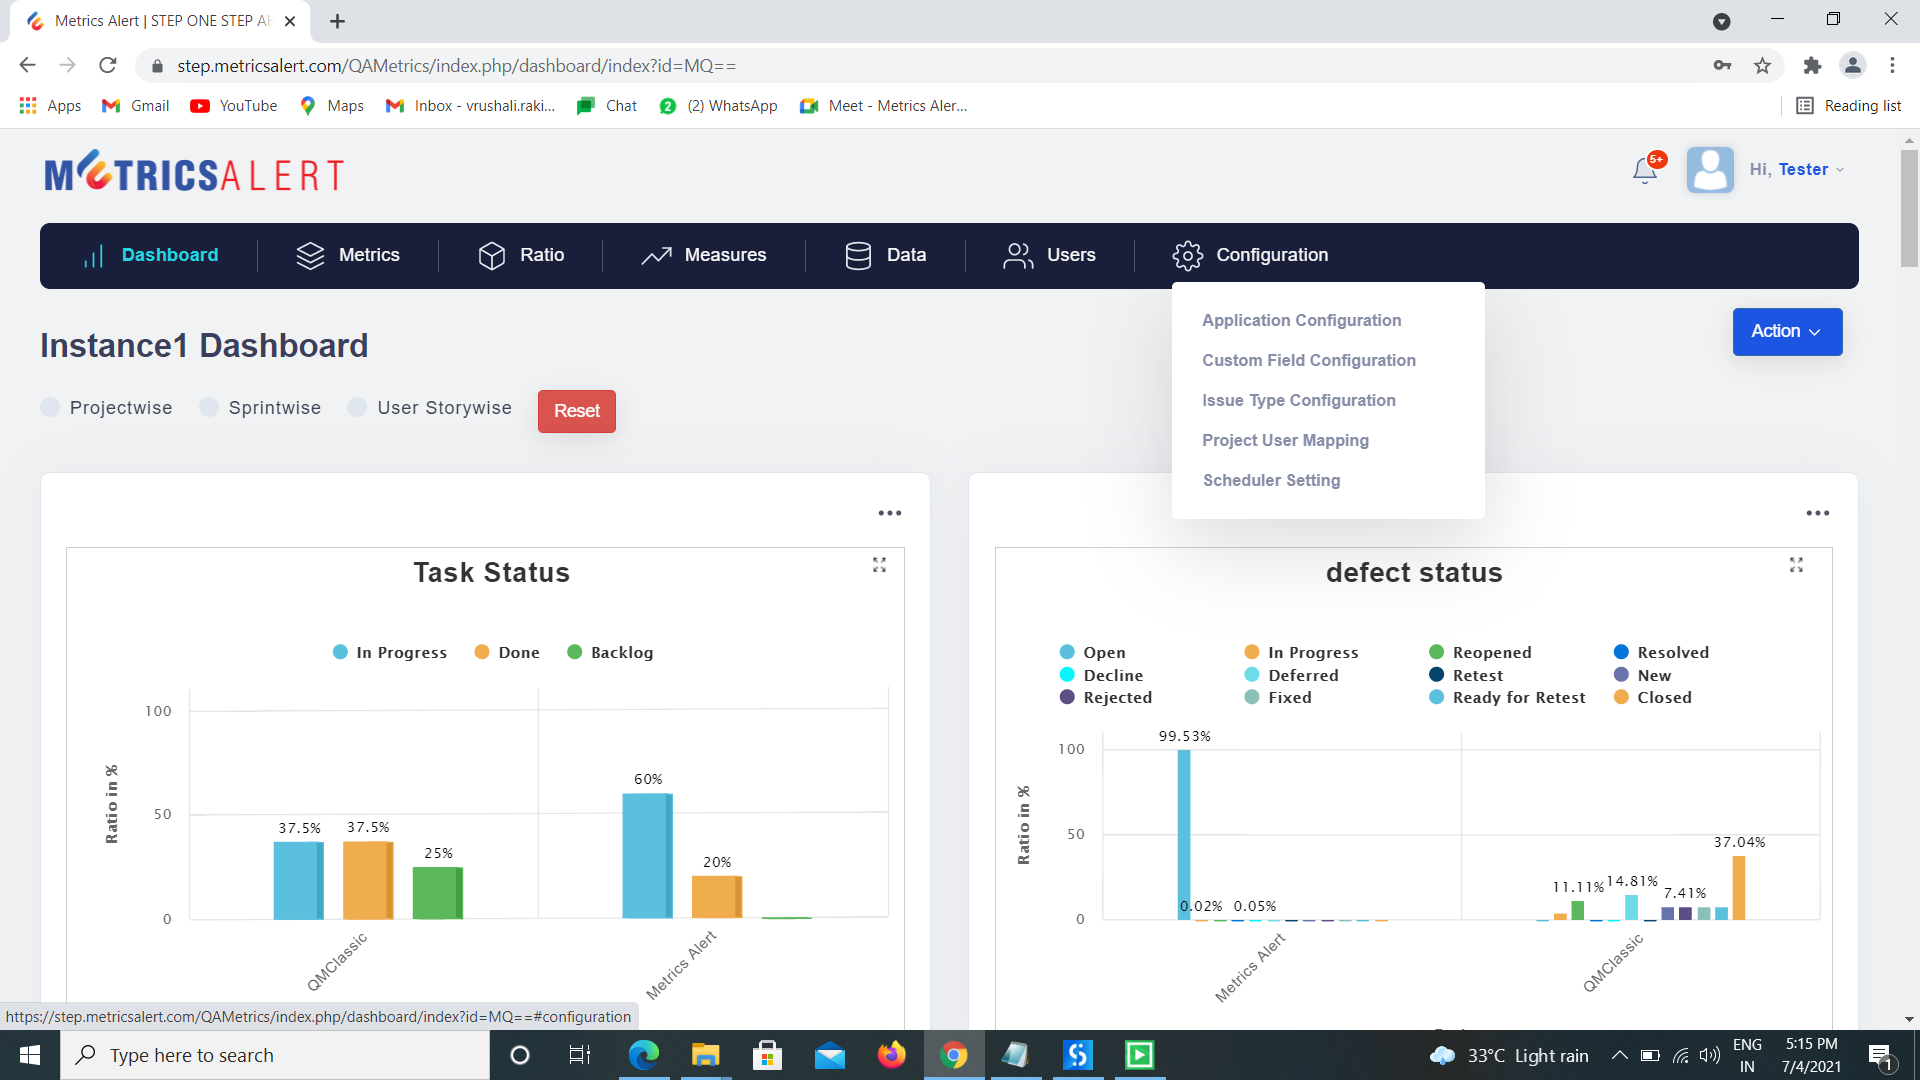 Metrics Alert | STEP ONE STEP AH
step.metricsalert.com/QAMetrics/index.php/dashboard/index?id=MQ==
Apps Gmail YouTube Maps Inbox - vrushali.raki... Chat 2 (2) WhatsApp Meet - Metrics Aler... Reading list
METRICSALERT
5+
Hi, Tester
Dashboard Metrics Ratio Measures Data Users Configuration
Application Configuration
Custom Field Configuration
Issue Type Configuration
Project User Mapping
Scheduler Setting
Action
Instance1 Dashboard
Projectwise Sprintwise User Storywise Reset
Task Status
In Progress Done Backlog
Ratio in %
100
50
0
37.5% 37.5% 25%
60% 20%
QMClassic
Metrics Alert
defect status
Open In Progress Reopened Resolved
Decline Deferred Retest New
Rejected Fixed Ready for Retest Closed
Ratio in %
100
50
0
99.53%
0.02% 0.05%
11.11% 14.81% 7.41% 37.04%
Metrics Alert
QMClassic
https://step.metricsalert.com/QAMetrics/index.php/dashboard/index?id=MQ==#configuration
Type here to search
33°C Light rain
ENG
IN
5:15 PM
7/4/2021
1